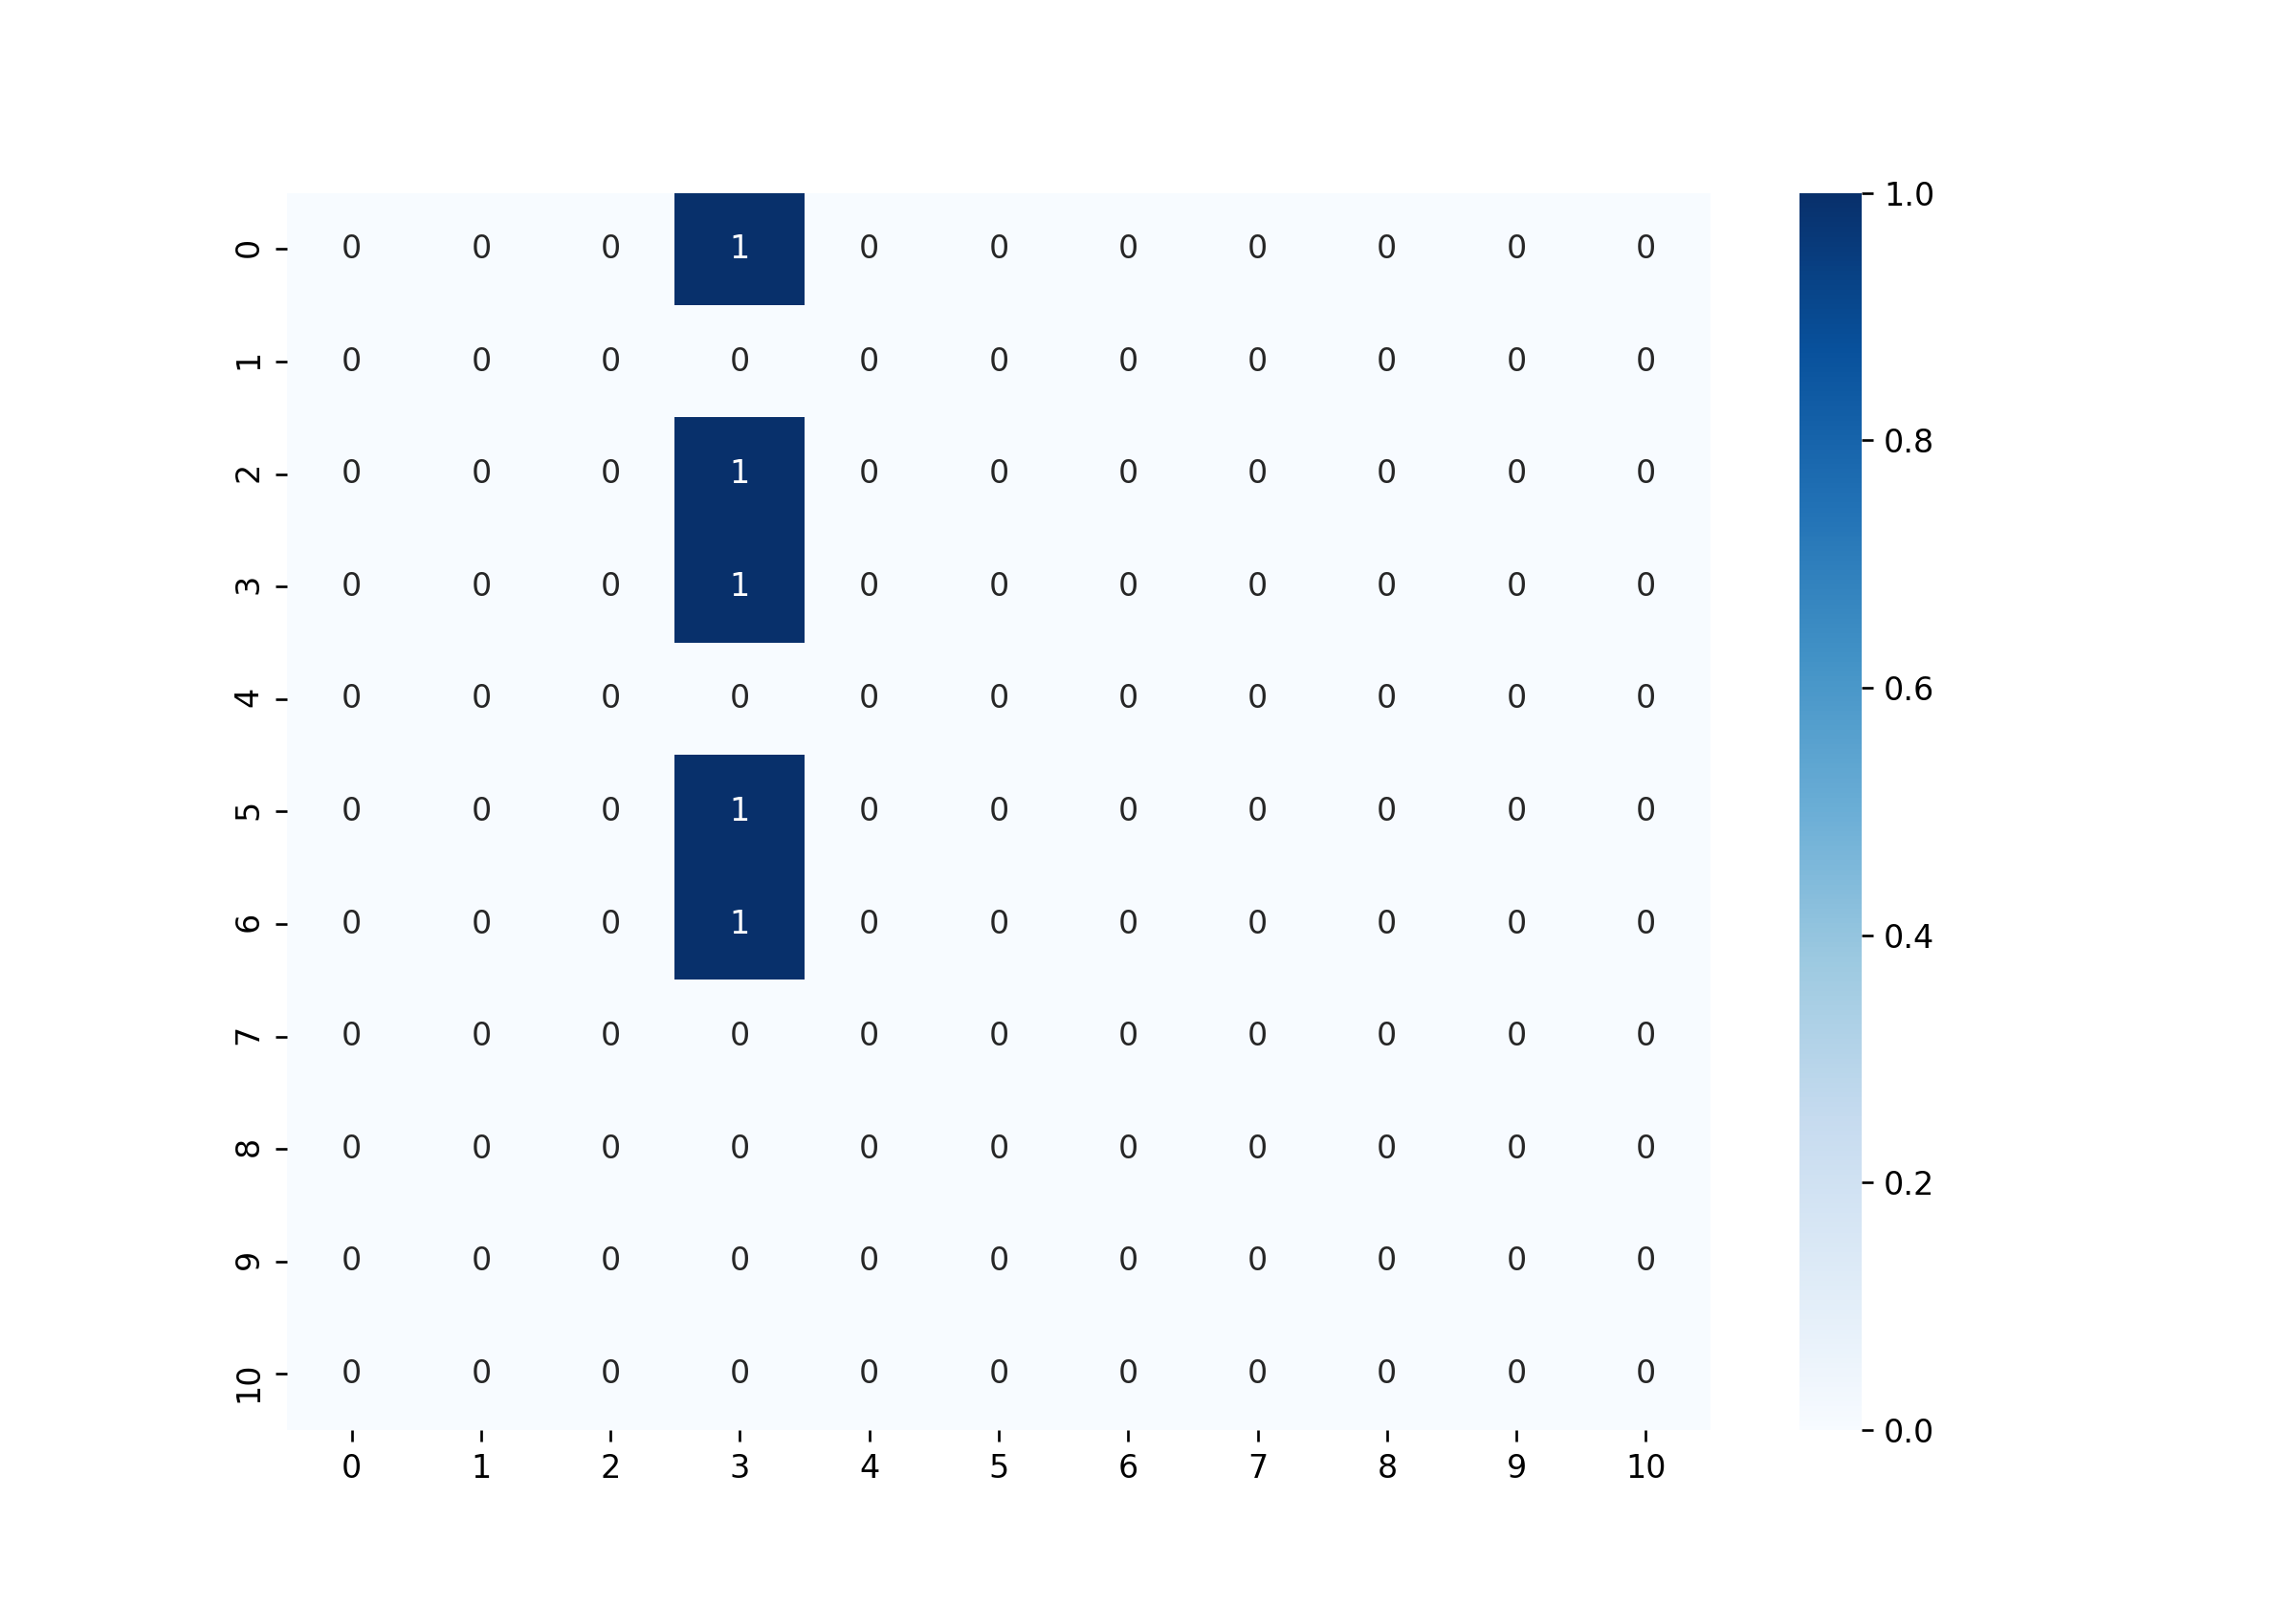 0 0 0 0 1 0 0 0 0 0 0 0 1.0
1 0 0 0 0 0 0 0 0 0 0 0
2 0 0 0 1 0 0 0 0 0 0 0 0.8
3 0 0 0 1 0 0 0 0 0 0 0
4 0 0 0 0 0 0 0 0 0 0 0 0.6
5 0 0 0 1 0 0 0 0 0 0 0
6 0 0 0 1 0 0 0 0 0 0 0 0.4
7 0 0 0 0 0 0 0 0 0 0 0
8 0 0 0 0 0 0 0 0 0 0 0 0.2
9 0 0 0 0 0 0 0 0 0 0 0
10 0 0 0 0 0 0 0 0 0 0 0 0.0
0 1 2 3 4 5 6 7 8 9 10